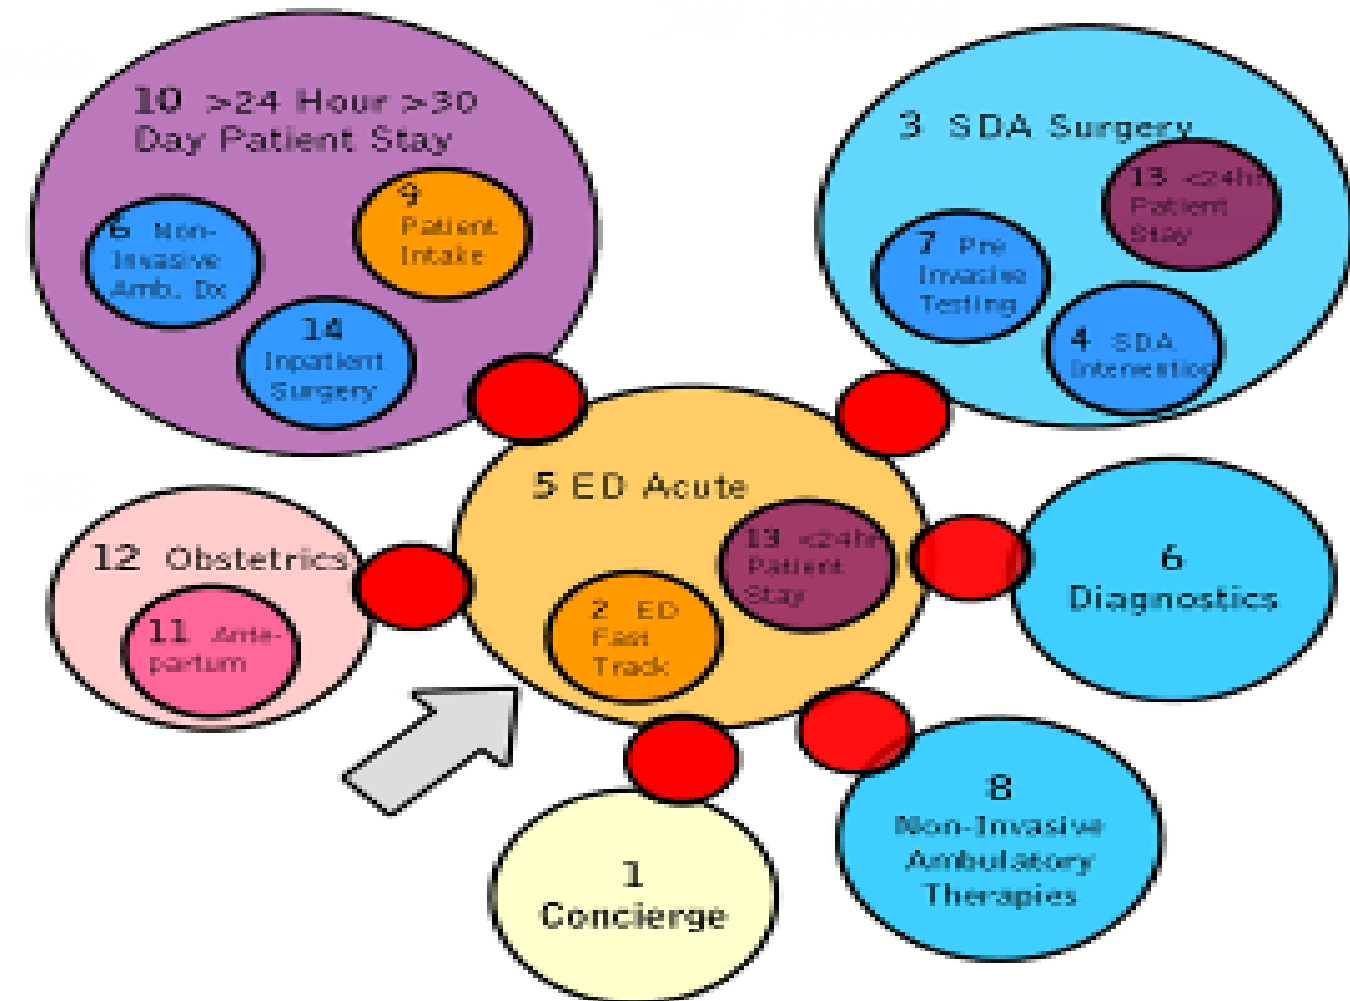 10 >24 Hour >30
Day Patient Stay
6 Non-
Invasive
Amb. Dx
9
Patient
Intake
14
Inpatient
Surgery
3 SDA Surgery
13 <24hr
Patient
Stay
7 Pre
Invasive
Testing
4 SDA
Intervention
5 ED Acute
13 <24hr
Patient
Stay
2 ED
Fast
Track
12 Obstetrics
11 Ante-
partum
6
Diagnostics
8
Non-Invasive
Ambulatory
Therapies
1
Concierge